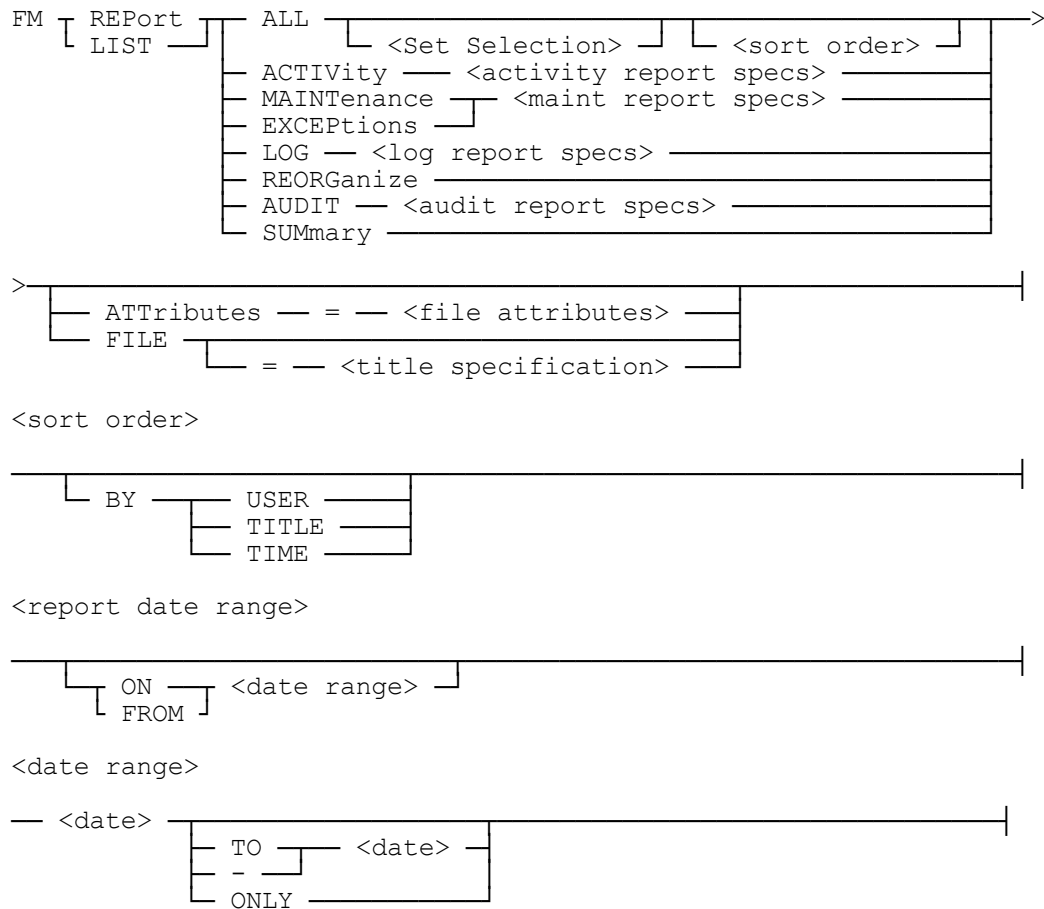 FM REPort ALL >
LIST <Set Selection> <sort order>
ACTIVity <activity report specs>
MAINTenance <maint report specs>
EXCEPtions
LOG <log report specs>
REORGanize
AUDIT <audit report specs>
SUMmary
>
ATTributes = <file attributes>
FILE
= <title specification>
<sort order>
BY USER
TITLE
TIME
<report date range>
ON <date range>
FROM
<date range>
<date>
TO <date>
-
ONLY